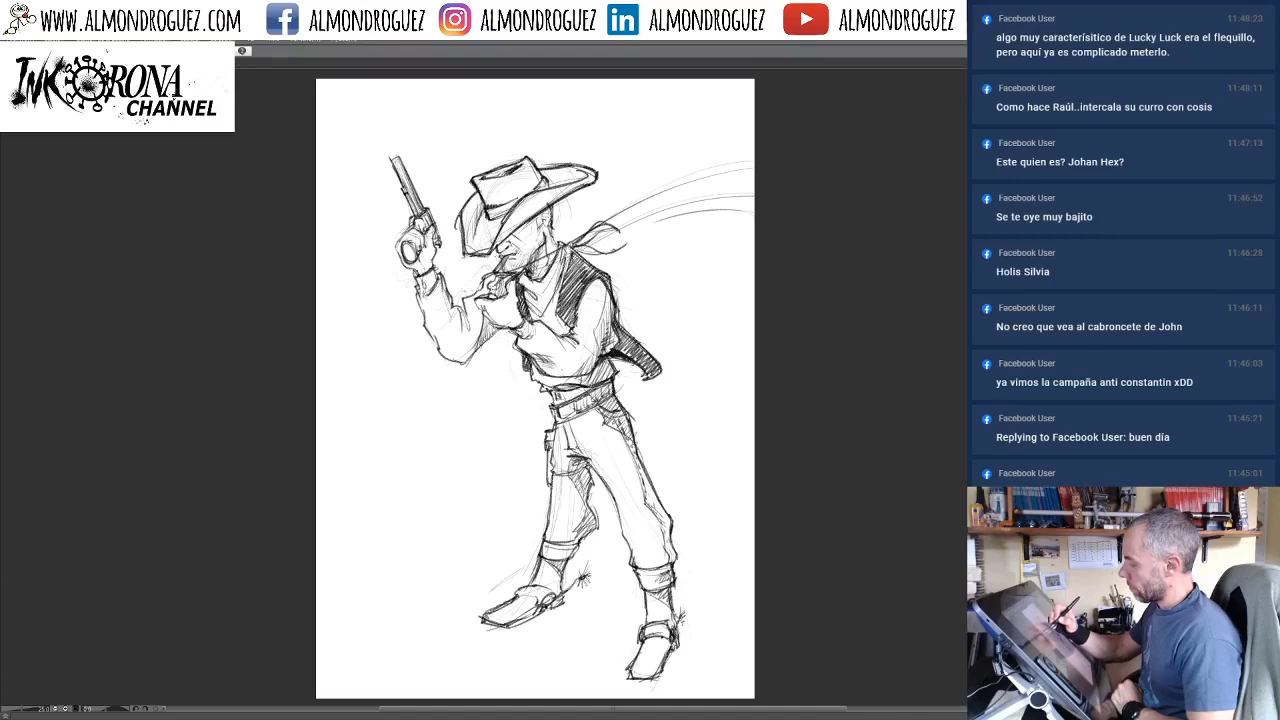 WWW.ALMONDROGUEZ.COM
ALMONDROGUEZ
ALMONDROGUEZ
ALMONDROGUEZ
ALMONDROGUEZ
INKORONA
CHANNEL
Facebook User 11:48:23
algo muy caracterísitico de Lucky Luck era el flequillo,
pero aquí ya es complicado meterlo.
Facebook User 11:48:11
Como hace Raúl..intercala su curro con cosis
Facebook User 11:47:13
Este quien es? Johan Hex?
Facebook User 11:46:52
Se te oye muy bajito
Facebook User 11:46:28
Holis Silvia
Facebook User 11:46:11
No creo que vea al cabroncete de John
Facebook User 11:46:03
ya vimos la campaña anti constantin xDD
Facebook User 11:45:21
Replying to Facebook User: buen día
Facebook User 11:45:01